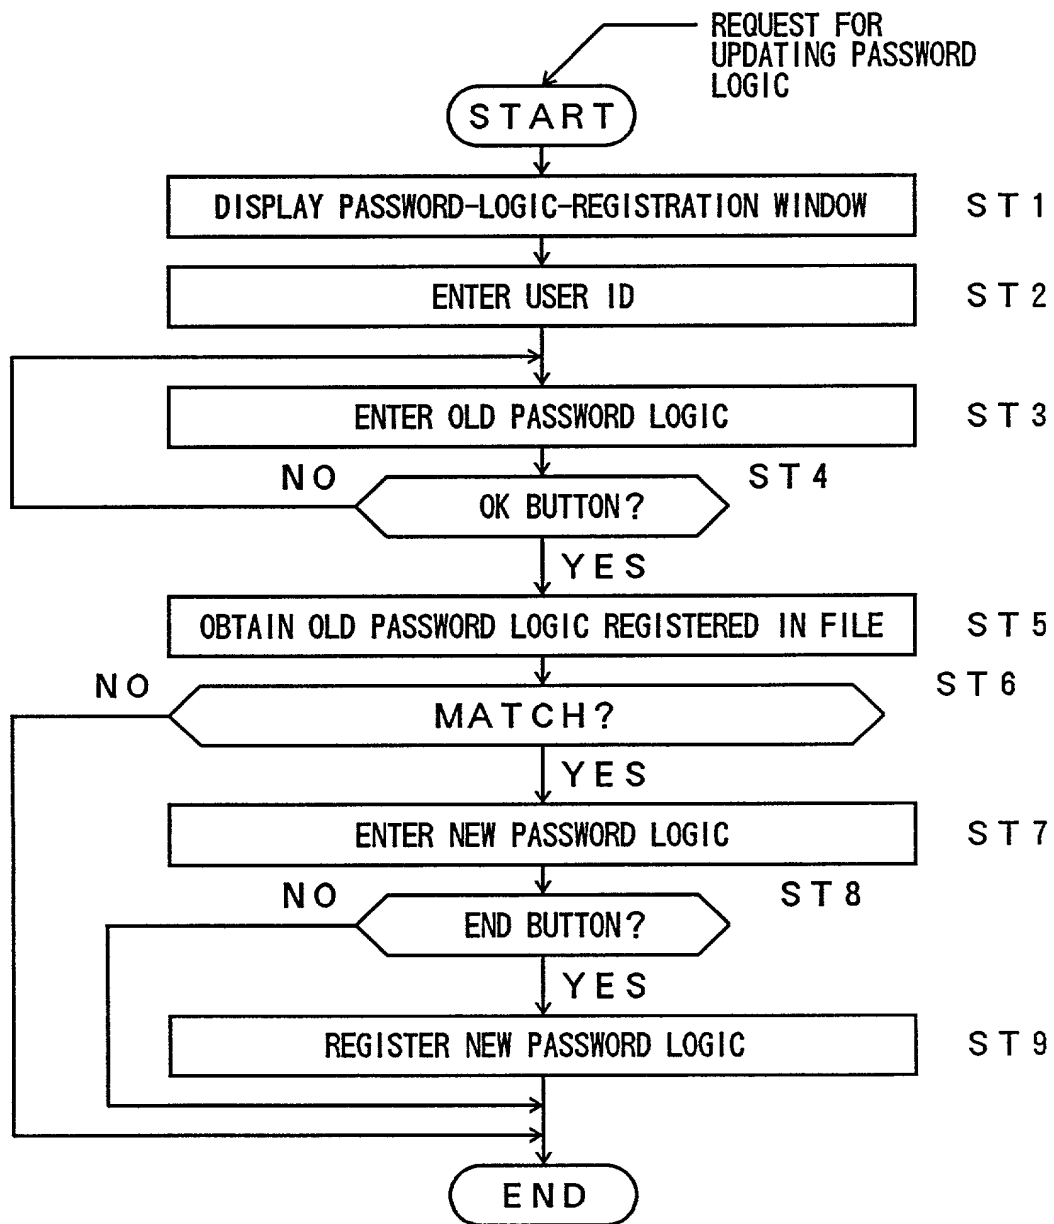 REQUEST FOR
UPDATING PASSWORD
LOGIC
START
DISPLAY PASSWORD-LOGIC-REGISTRATION WINDOW
ST1
ENTER USER ID
ST2
ENTER OLD PASSWORD LOGIC
ST3
NO
ST4
OK BUTTON?
YES
OBTAIN OLD PASSWORD LOGIC REGISTERED IN FILE
ST5
NO
ST6
MATCH?
YES
ENTER NEW PASSWORD LOGIC
ST7
NO
ST8
END BUTTON?
YES
REGISTER NEW PASSWORD LOGIC
ST9
END